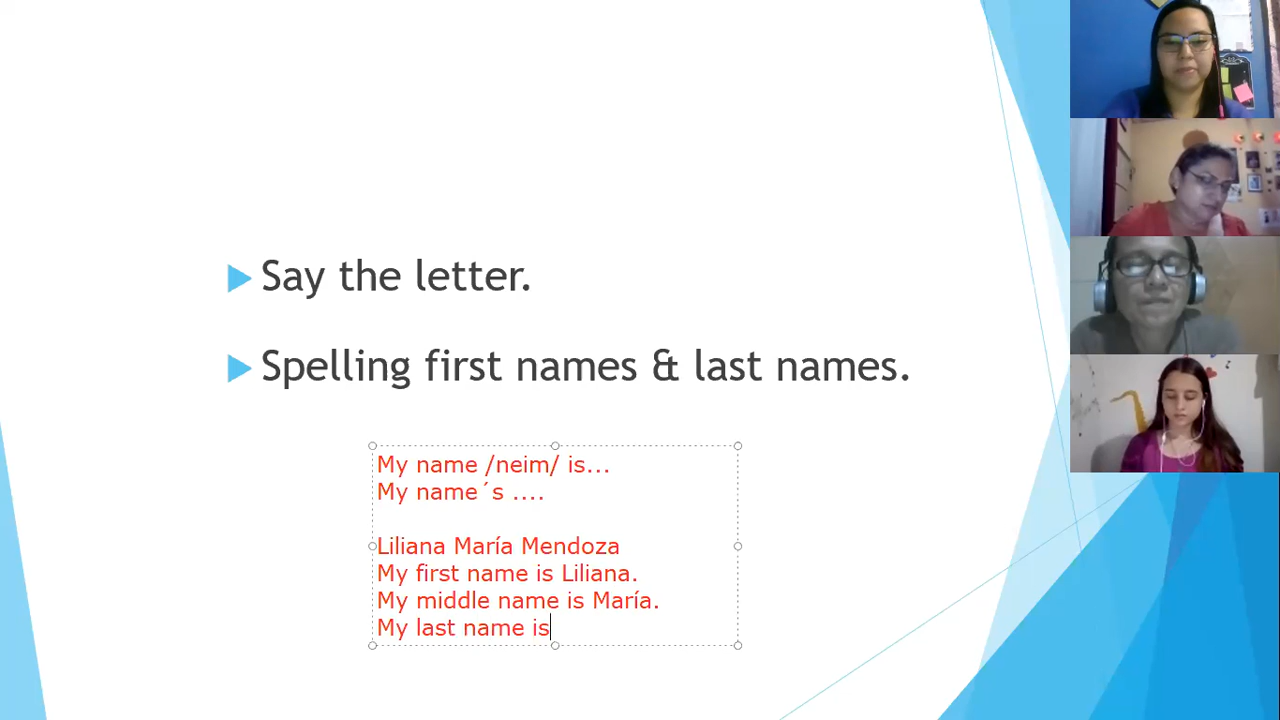 Say the letter.
Spelling first names & last names.
My name /neim/ is...
My name´s ....
Liliana María Mendoza
My first name is Liliana.
My middle name is María.
My last name is